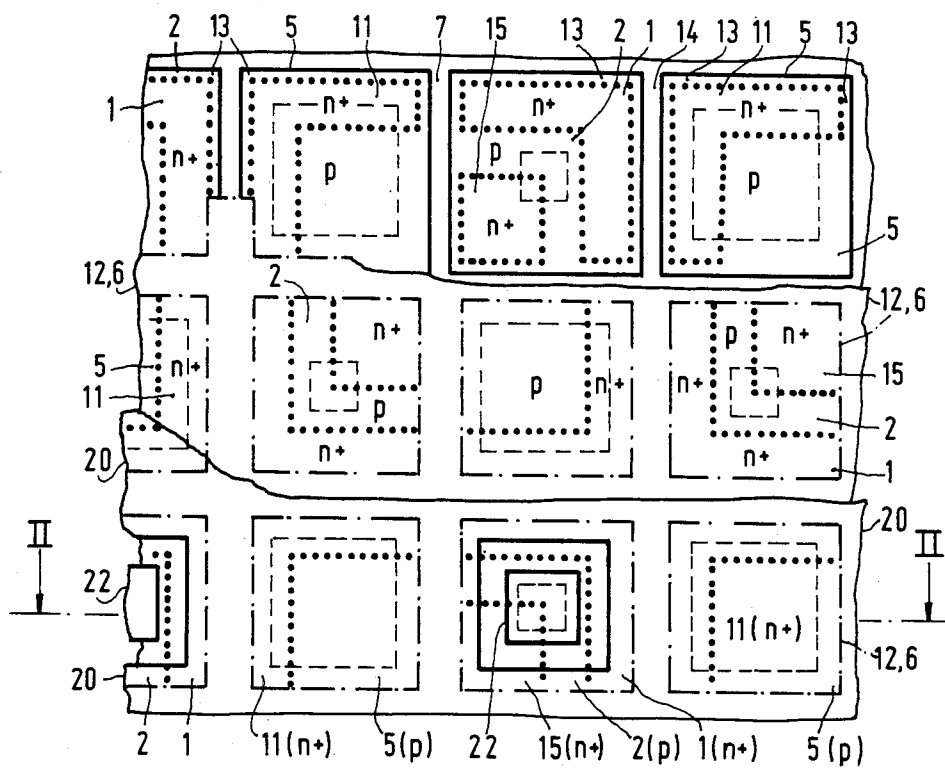 2 13 5 11 7 15 13 2 1 14 13 11 5 13
1
n+ n+ n+
n+ p p p
n+ 5
12,6 2 12,6
n+ p n+
5 n+ p n+ n+ 15
11 p 2
n+ n+ 1
20 20
II II
22 11(n+)
12,6
20
2 1 11(n+) 5(p) 22 15(n+) 2(p) 1(n+) 5(p)